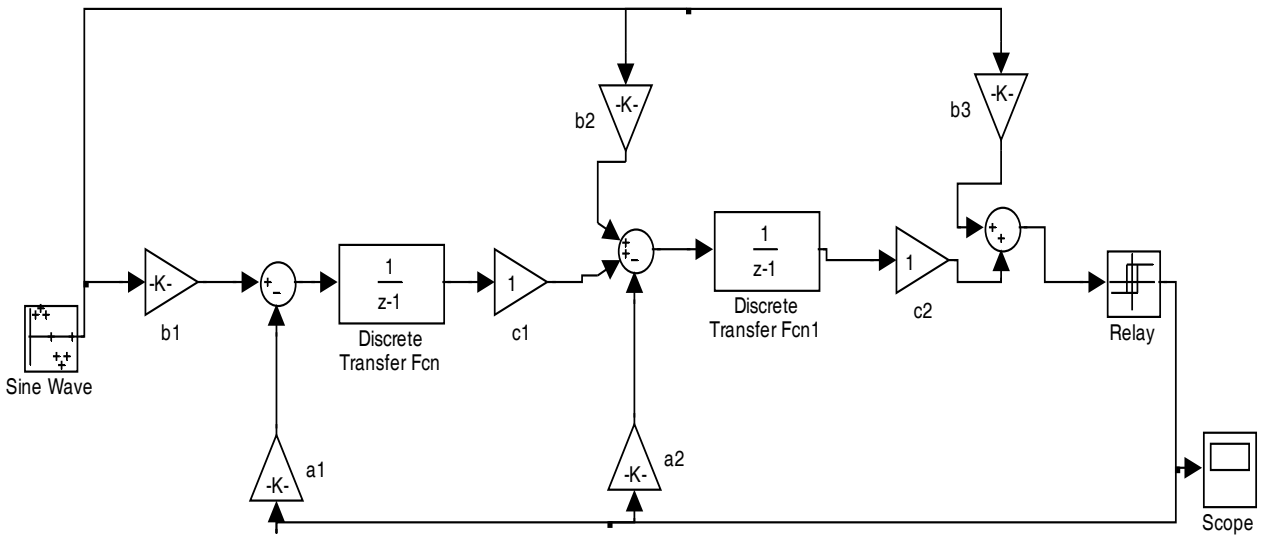 b2
-K-
b3
-K-
Sine Wave
-K-
b1
+
-
1
z-1
Discrete
Transfer Fcn
1
c1
+
+
-
1
z-1
Discrete
Transfer Fcn1
1
c2
+
+
Relay
a1
-K-
a2
-K-
Scope